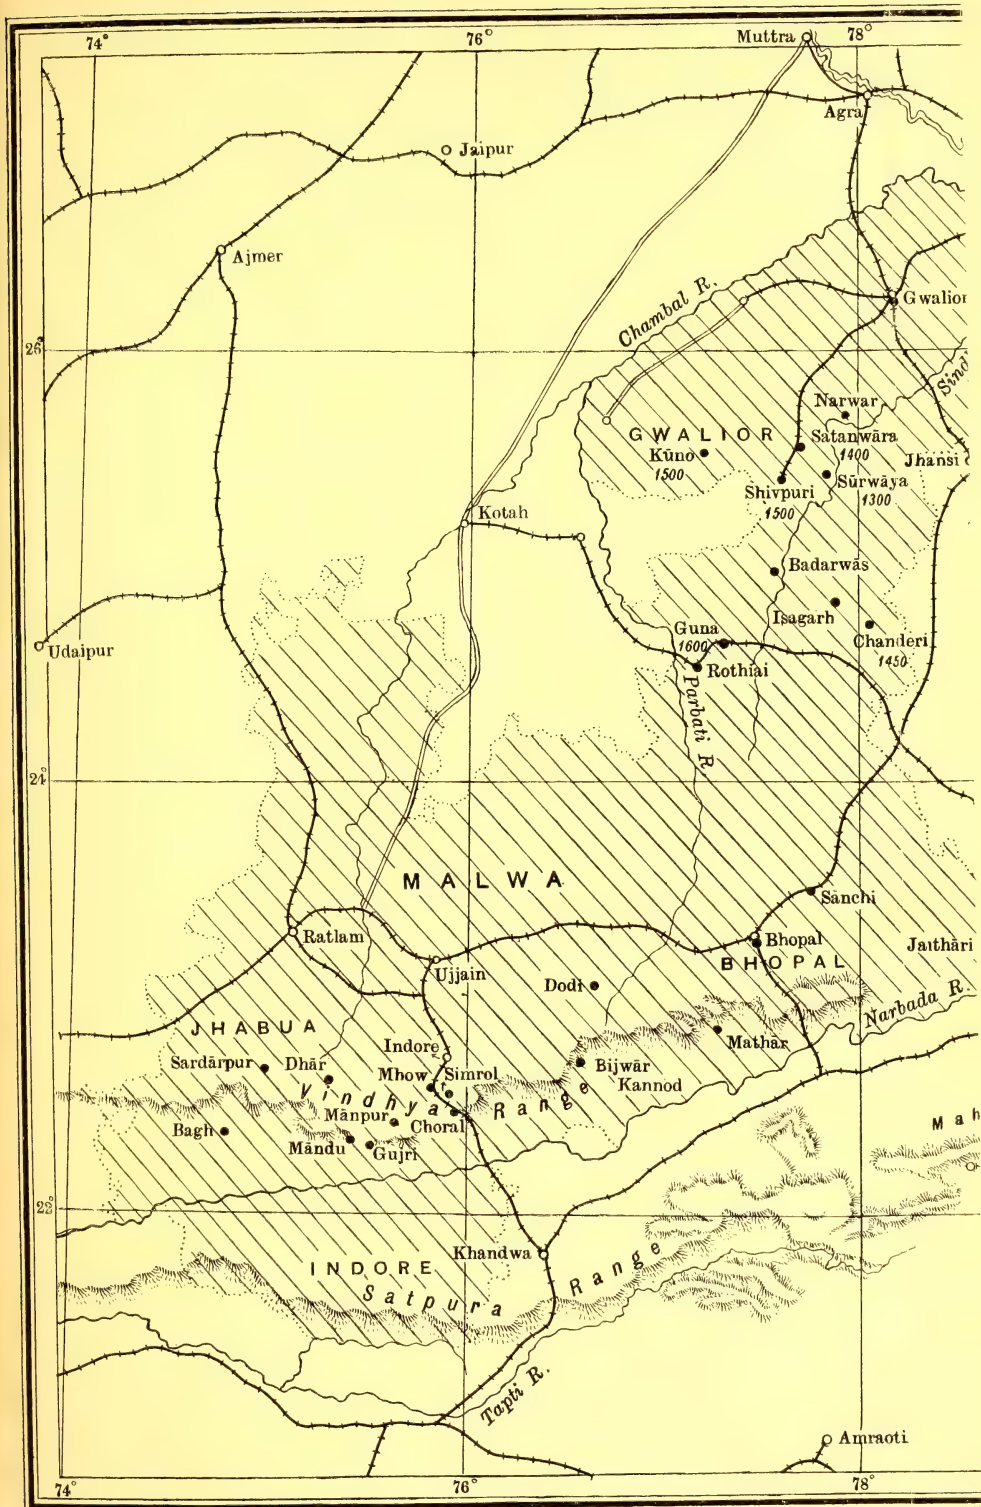 74°
76°
78°
Muttra
Agra
Jaipur
Ajmer
Chambal R.
Gwalior
26°
Sind
Narwar
GWALIOR
Satanwāra
1400
Kūno
1500
Jhansi
Sūrwāya
1300
Shivpuri
1500
Kotah
Badarwās
Isagarh
Guna
1600
Chanderi
1450
Udaipur
Rothiai
Parbati R.
24°
MALWA
Sanchi
Ratlam
Bhopal
BHOPAL
Jaithāri
Ujjain
Dodi
Narbada R.
JHABUA
Mathār
Indore
Sardārpur
Dhār
Mhow
Simrol
Bijwār
Kannod
Vindhya Range
Mānpur
Choral
Bagh
Māndu
Gujri
Mah
22°
Khandwa
INDORE
Satpura Range
Tapti R.
Amraoti
74°
76°
78°